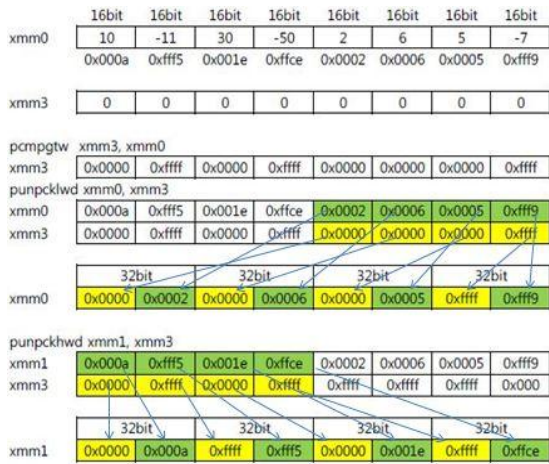 16bit 16bit 16bit 16bit 16bit 16bit 16bit 16bit
xmm0 10 -11 30 -50 2 6 5 -7
0x000a 0xfff5 0x001e 0xffce 0x0002 0x0006 0x0005 0xfff9
xmm3 0 0 0 0 0 0 0 0
pcmpgtw xmm3, xmm0
xmm3 0x0000 0xffff 0x0000 0xffff 0x0000 0x0000 0x0000 0xffff
punpcklwd xmm0, xmm3
xmm0 0x000a 0xfff5 0x001e 0xffce 0x0002 0x0006 0x0005 0xfff9
xmm3 0x0000 0xffff 0x0000 0xffff 0x0000 0x0000 0x0000 0xffff
32bit 32bit 32bit 32bit
xmm0 0x0000 0x0002 0x0000 0x0006 0x0000 0x0005 0xffff 0xfff9
punpckhwd xmm1, xmm3
xmm1 0x000a 0xfff5 0x001e 0xffce 0x0002 0x0006 0x0005 0xfff9
xmm3 0x0000 0xffff 0x0000 0xffff 0xffff 0xffff 0xffff 0x000
32bit 32bit 32bit 32bit
xmm1 0x0000 0x000a 0xffff 0xfff5 0x0000 0x001e 0xffff 0xffce